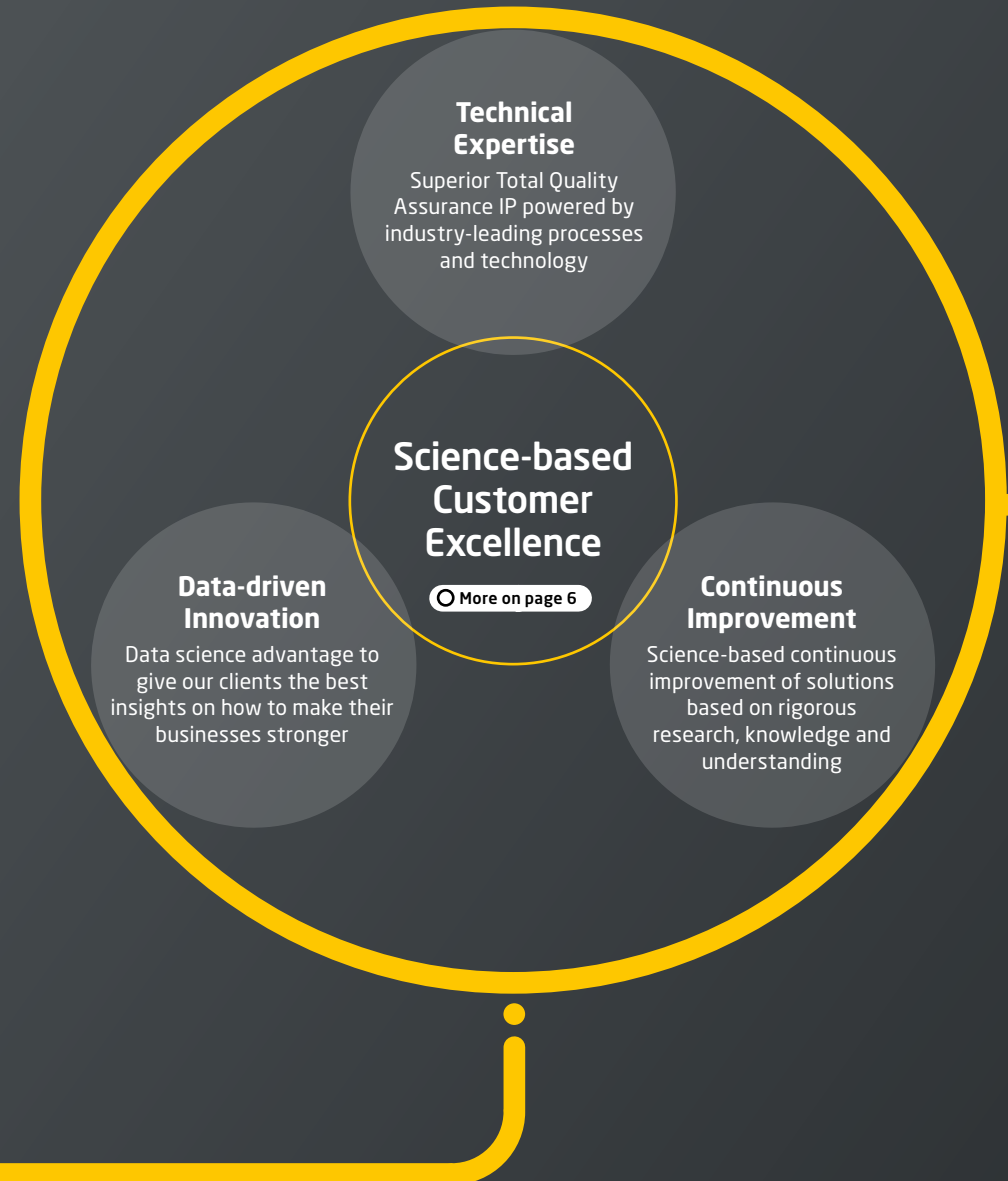 Technical
Expertise
Superior Total Quality
Assurance IP powered by
industry-leading processes
and technology
Science-based
Customer
Excellence
More on page 6
Data-driven
Innovation
Data science advantage to
give our clients the best
insights on how to make their
businesses stronger
Continuous
Improvement
Science-based continuous
improvement of solutions
based on rigorous
research, knowledge and
understanding